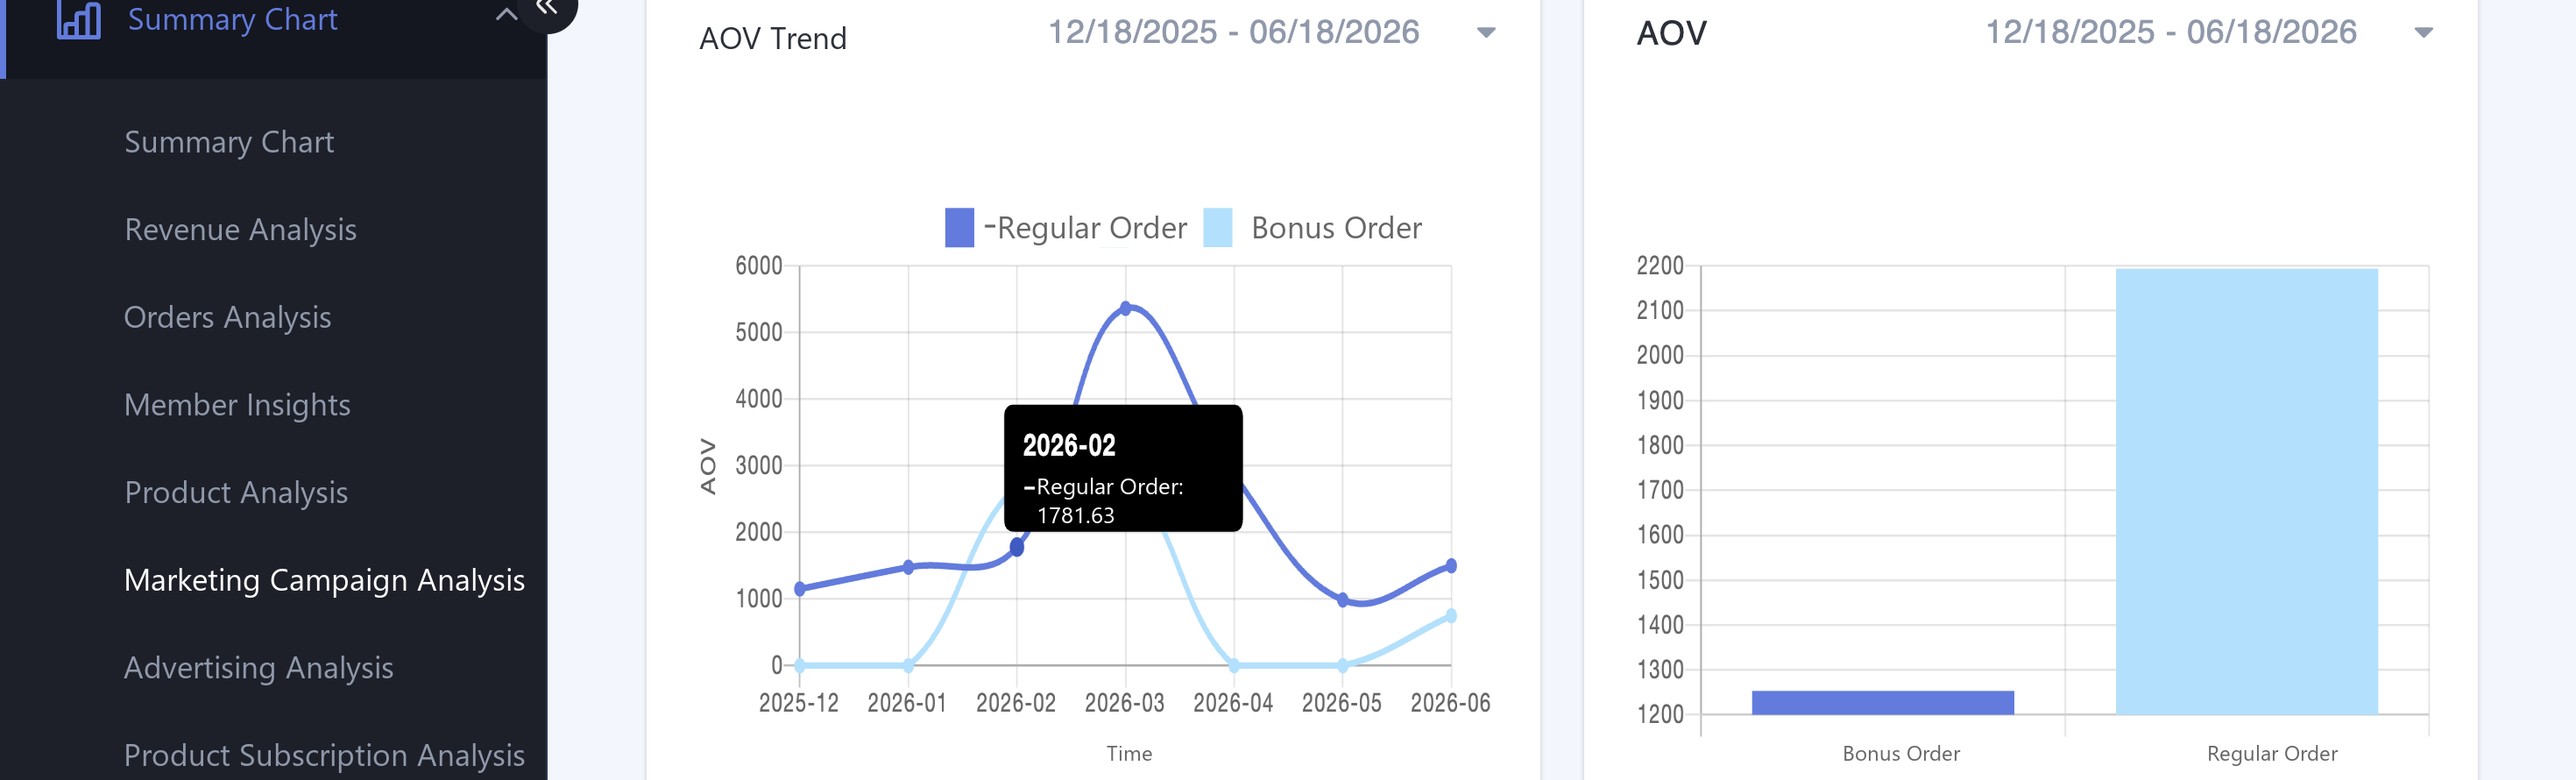 Summary Chart
Summary Chart
Revenue Analysis
Orders Analysis
Member Insights
Product Analysis
Marketing Campaign Analysis
Advertising Analysis
Product Subscription Analysis
AOV Trend
12/18/2025 - 06/18/2026
-Regular Order
Bonus Order
6000
5000
4000
3000
2000
1000
0
AOV
2026-02
-Regular Order:
1781.63
2025-12
2026-01
2026-02
2026-03
2026-04
2026-05
2026-06
Time
AOV
12/18/2025 - 06/18/2026
2200
2100
2000
1900
1800
1700
1600
1500
1400
1300
1200
Bonus Order
Regular Order